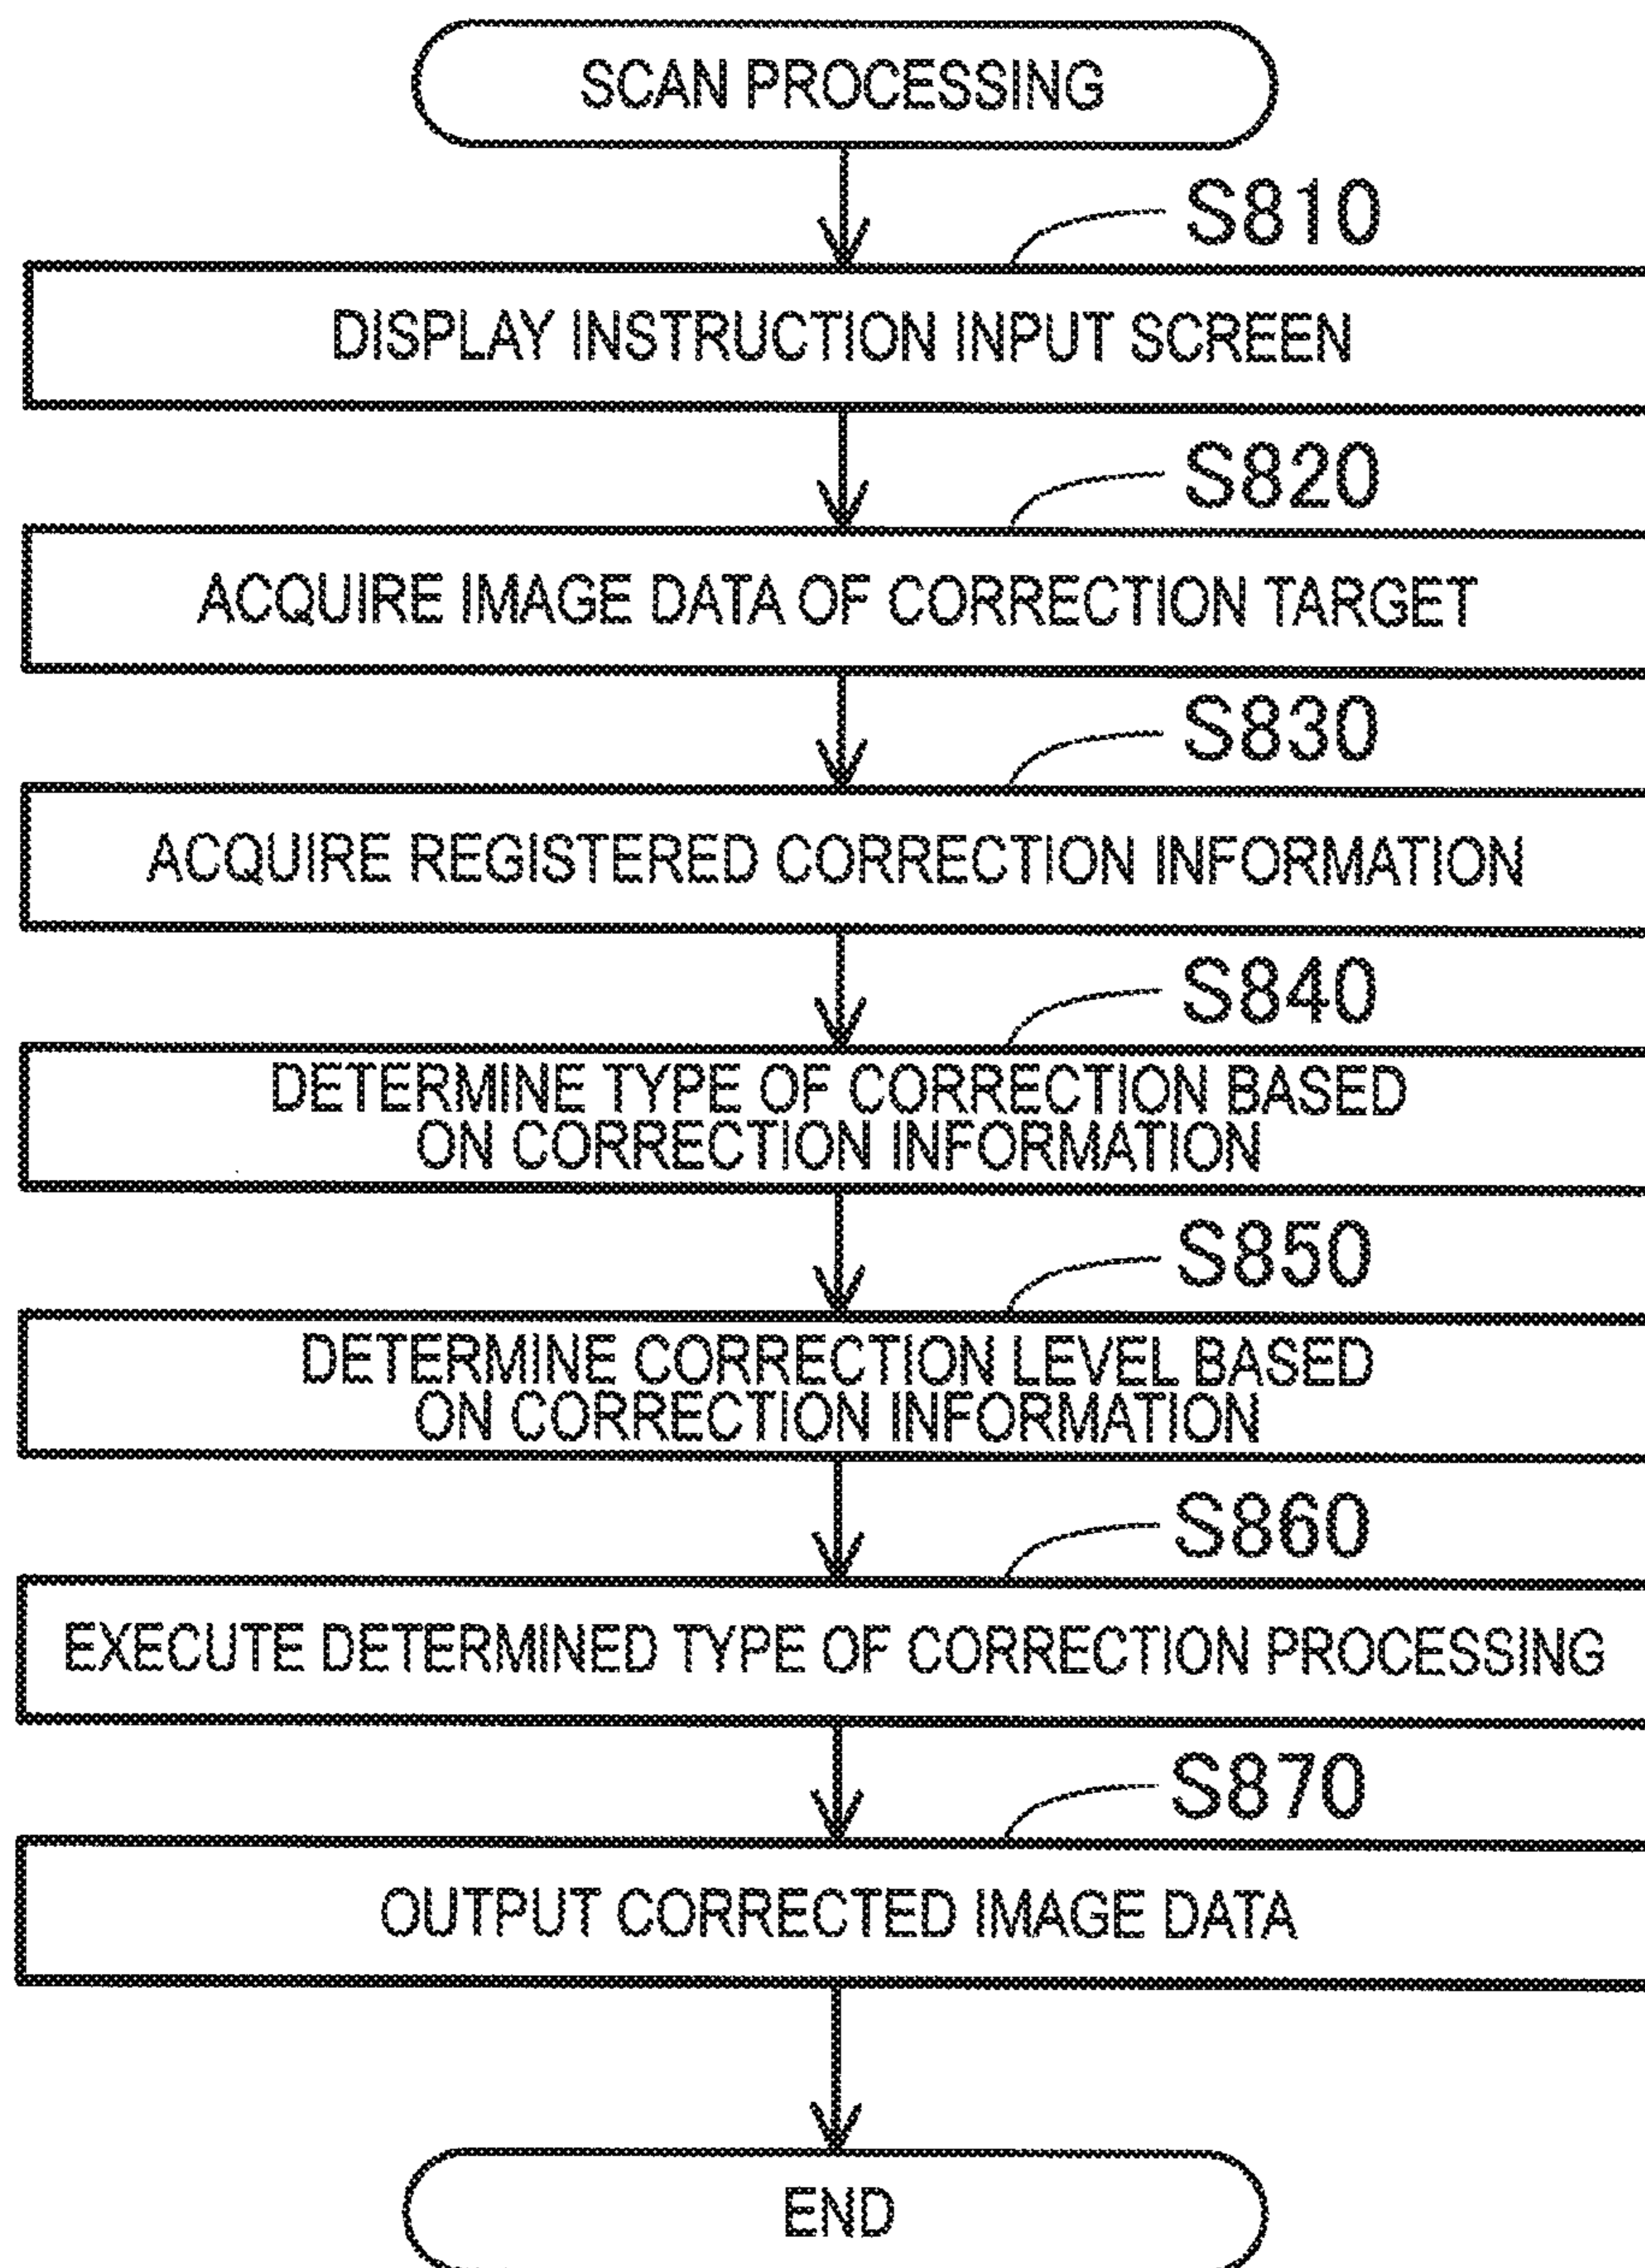 SCAN PROCESSING
S810
DISPLAY INSTRUCTION INPUT SCREEN
S820
ACQUIRE IMAGE DATA OF CORRECTION TARGET
S830
ACQUIRE REGISTERED CORRECTION INFORMATION
S840
DETERMINE TYPE OF CORRECTION BASED
ON CORRECTION INFORMATION
S850
DETERMINE CORRECTION LEVEL BASED
ON CORRECTION INFORMATION
S860
EXECUTE DETERMINED TYPE OF CORRECTION PROCESSING
S870
OUTPUT CORRECTED IMAGE DATA
END